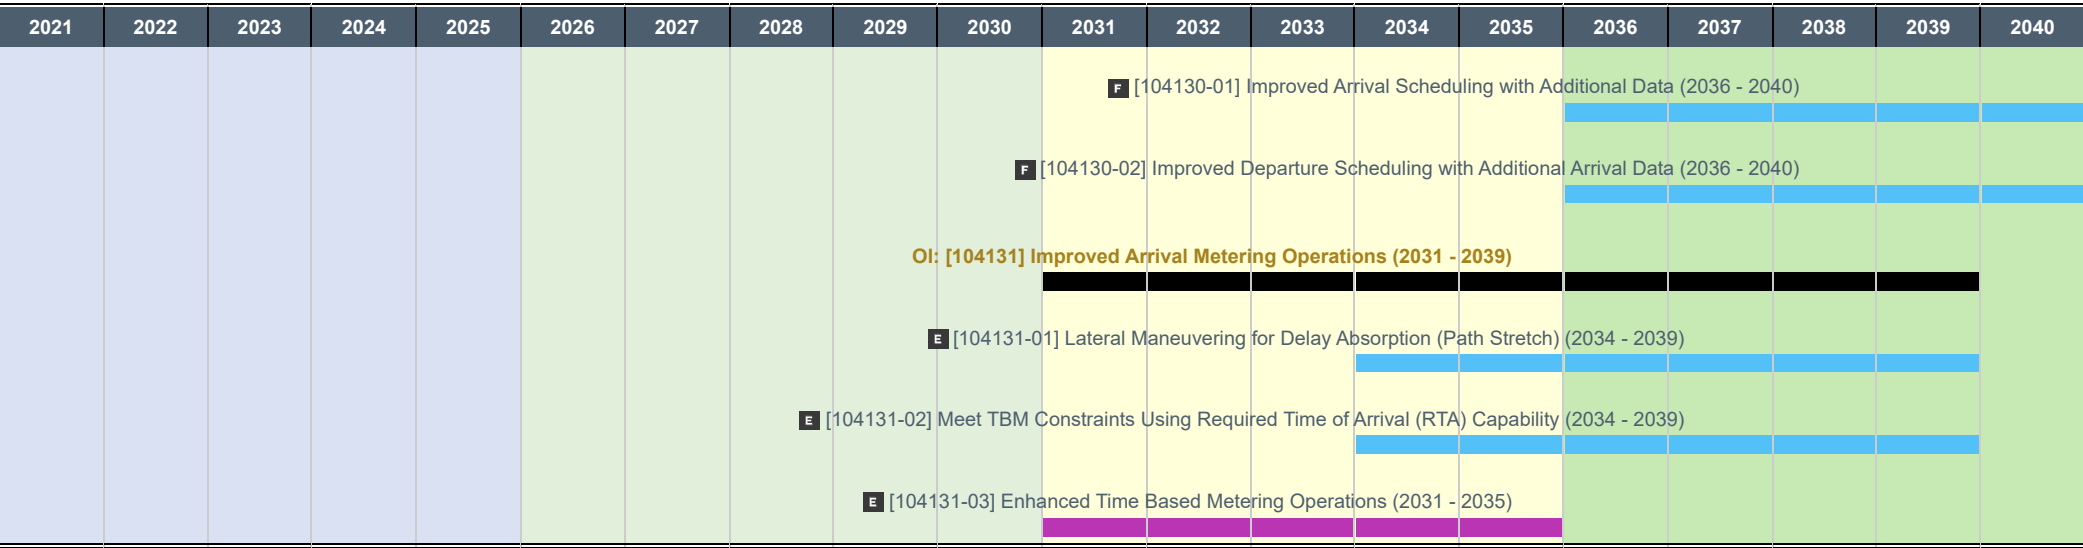 2021 2022 2023 2024 2025 2026 2027 2028 2029 2030 2031 2032 2033 2034 2035 2036 2037 2038 2039 2040
F [104130-01] Improved Arrival Scheduling with Additional Data (2036 - 2040)
F [104130-02] Improved Departure Scheduling with Additional Arrival Data (2036 - 2040)
OI: [104131] Improved Arrival Metering Operations (2031 - 2039)
E [104131-01] Lateral Maneuvering for Delay Absorption (Path Stretch) (2034 - 2039)
E [104131-02] Meet TBM Constraints Using Required Time of Arrival (RTA) Capability (2034 - 2039)
E [104131-03] Enhanced Time Based Metering Operations (2031 - 2035)